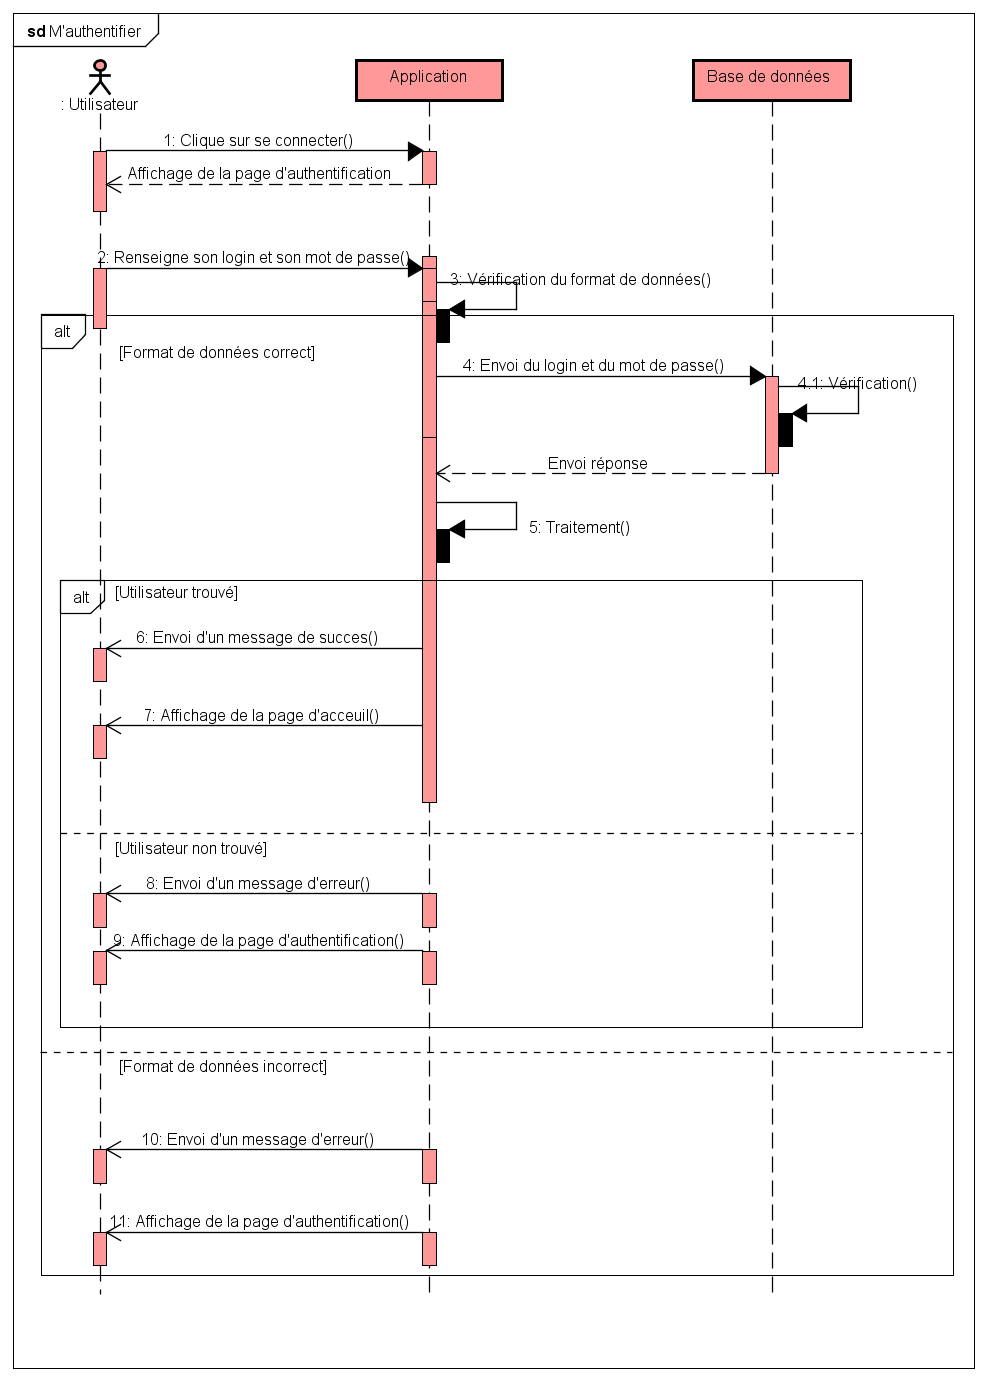 sd M'authentifier
: Utilisateur
Application
Base de données
1: Clique sur se connecter()
Affichage de la page d'authentification
2: Renseigne son login et son mot de passe()
3: Vérification du format de données()
alt
[Format de données correct]
4: Envoi du login et du mot de passe()
4.1: Vérification()
Envoi réponse
5: Traitement()
alt
[Utilisateur trouvé]
6: Envoi d'un message de succes()
7: Affichage de la page d'acceuil()
[Utilisateur non trouvé]
8: Envoi d'un message d'erreur()
9: Affichage de la page d'authentification()
[Format de données incorrect]
10: Envoi d'un message d'erreur()
11: Affichage de la page d'authentification()